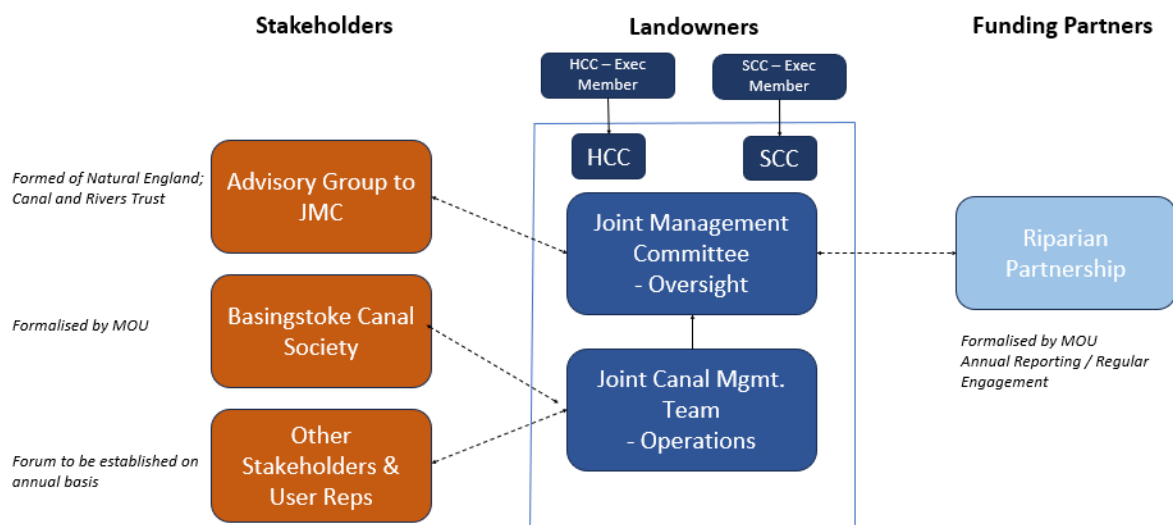 Stakeholders
Landowners
Funding Partners
HCC – Exec
Member
SCC – Exec
Member
HCC
SCC
Formed of Natural England;
Canal and Rivers Trust
Advisory Group to
JMC
Joint Management
Committee
- Oversight
Riparian
Partnership
Formalised by MOU
Basingstoke Canal
Society
Formalised by MOU
Annual Reporting / Regular
Engagement
Joint Canal Mgmt.
Team
- Operations
Forum to be established on
annual basis
Other
Stakeholders &
User Reps